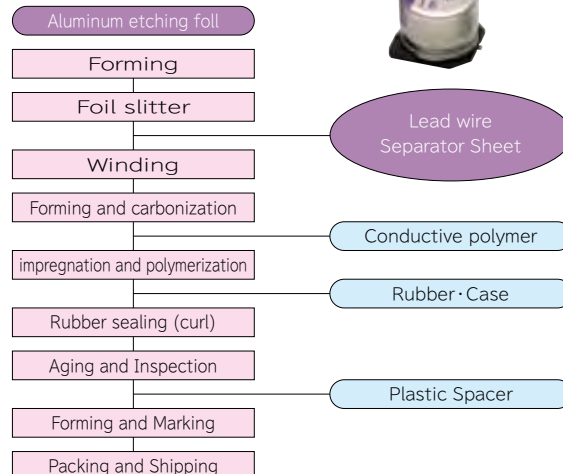 Aluminum etching foll
Forming
Foil slitter
Lead wire
Separator Sheet
Winding
Forming and carbonization
Conductive polymer
impregnation and polymerization
Rubber・Case
Rubber sealing (curl)
Aging and Inspection
Plastic Spacer
Forming and Marking
Packing and Shipping